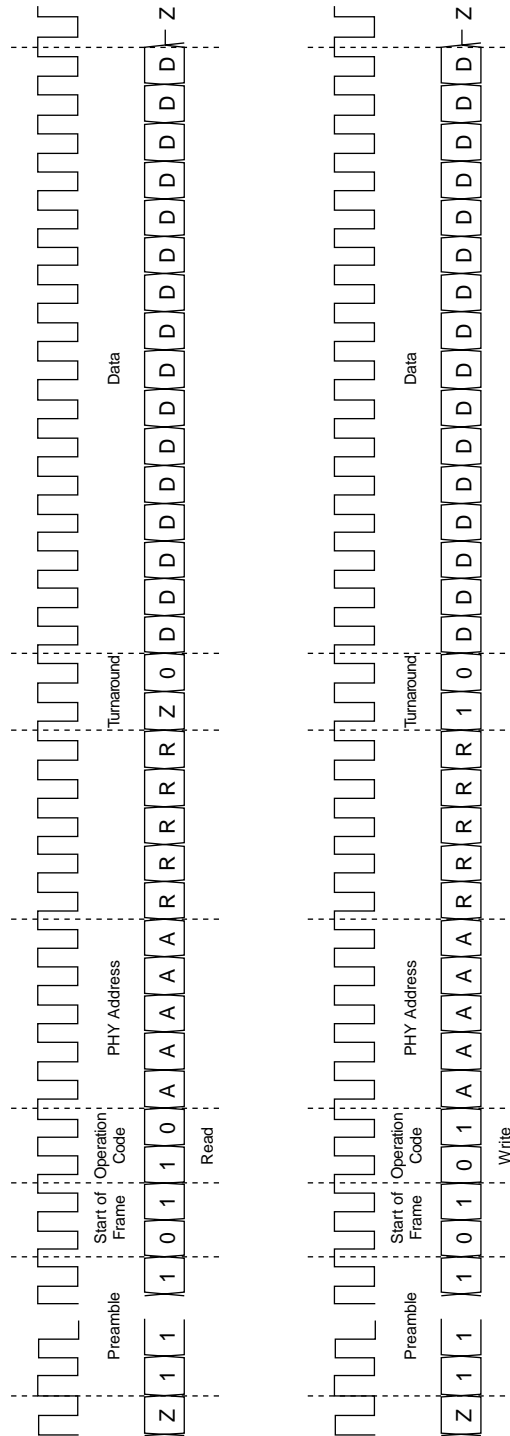 Preamble
Start of
Frame
Operation
Code
PHY Address
Turnaround
Data
Z 1 1 1 0 1 1 0 A A A A A R R R R R Z 0 D D D D D D D D D D D D D D D D Z
Read
Preamble
Start of
Frame
Operation
Code
PHY Address
Turnaround
Data
Z 1 1 1 0 1 0 1 A A A A A R R R R R 1 0 D D D D D D D D D D D D D D D D Z
Write